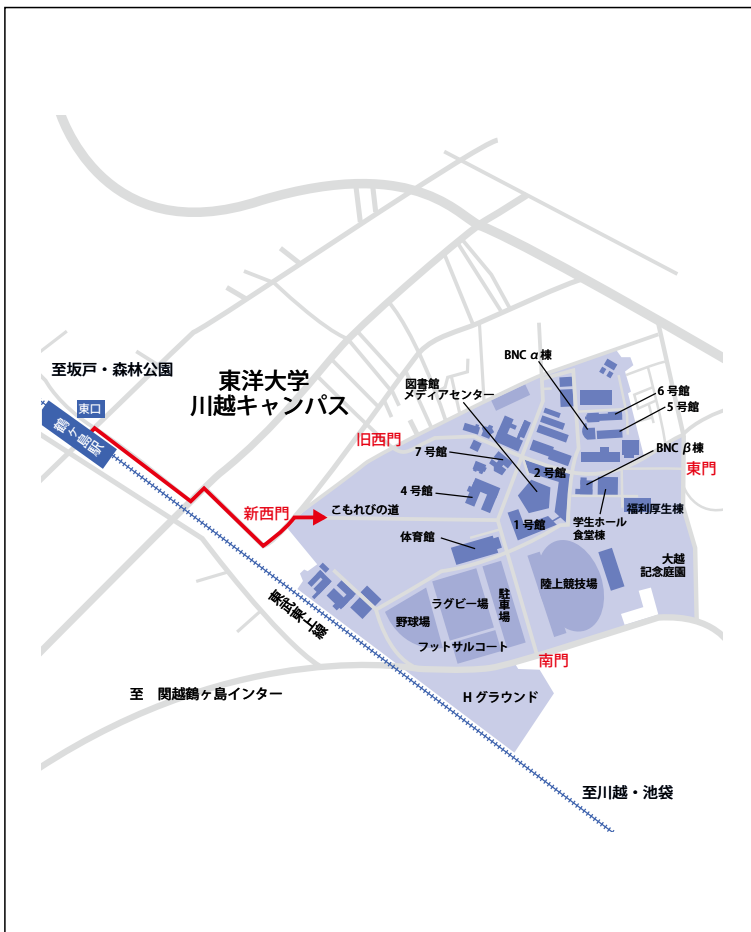 BNC α棟
至坂戸・森林公園
東洋大学
川越キャンパス
図書館
メディアセンター
6 号館
5 号館
東口
鶴ヶ島駅
旧西門
7 号館
BNC β棟
2 号館
東門
4 号館
新西門
こもれびの道
福利厚生棟
1 号館
学生ホール
食堂棟
体育館
大越
記念庭園
陸上競技場
駐車場
ラグビー場
東武東上線
野球場
フットサルコート
南門
至　関越鶴ヶ島インター
H グラウンド
至川越・池袋